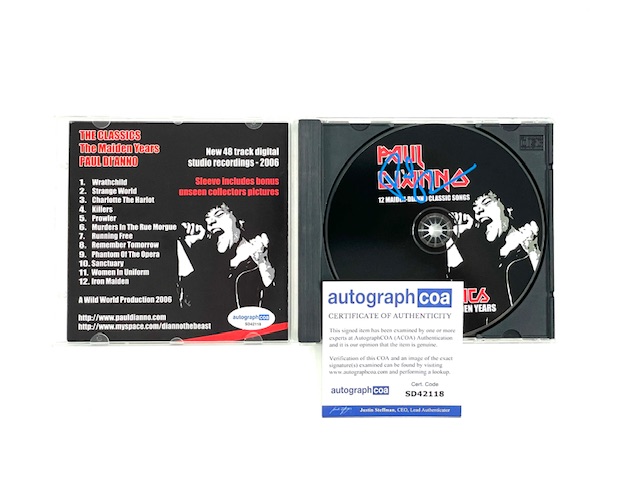 THE CLASSICS
The Maiden Years
PAUL DI'ANNO
New 48 track digital
studio recordings - 2006
Sleeve includes bonus
unseen collectors pictures
1. Wrathchild
2. Strange World
3. Charlotte The Harlot
4. Killers
5. Prowler
6. Murders In The Rue Morgue
7. Running Free
8. Remember Tomorrow
9. Phantom Of The Opera
10. Sanctuary
11. Women In Uniform
12. Iron Maiden
A Wild World Production 2006
http://www.pauldianno.com
http://www.myspace.com/diannothebeast
autograph coa
SD42118
PAUL
DI'ANNO
12 MAIDEN
CLASSIC SONGS
autograph coa
CERTIFICATE OF AUTHENTICITY
This signed item has been examined by one or more
experts at AutographCOA (ACOA) Authentication
and it is our opinion that the item is genuine.
Verification of this COA and an image of the exact
signature(s) examined can be found by visiting
www.autographcoa.com and performing a lookup.
autograph coa
Cert. Code
SD42118
Justin Steffman, CEO, Lead Authenticator